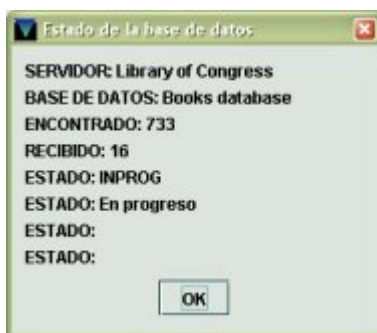 Estado de la base de datos
SERVIDOR: Library of Congress
BASE DE DATOS: Books database
ENCONTRADO: 733
RECIBIDO: 16
ESTADO: INPROG
ESTADO: En progreso
ESTADO:
ESTADO:
OK